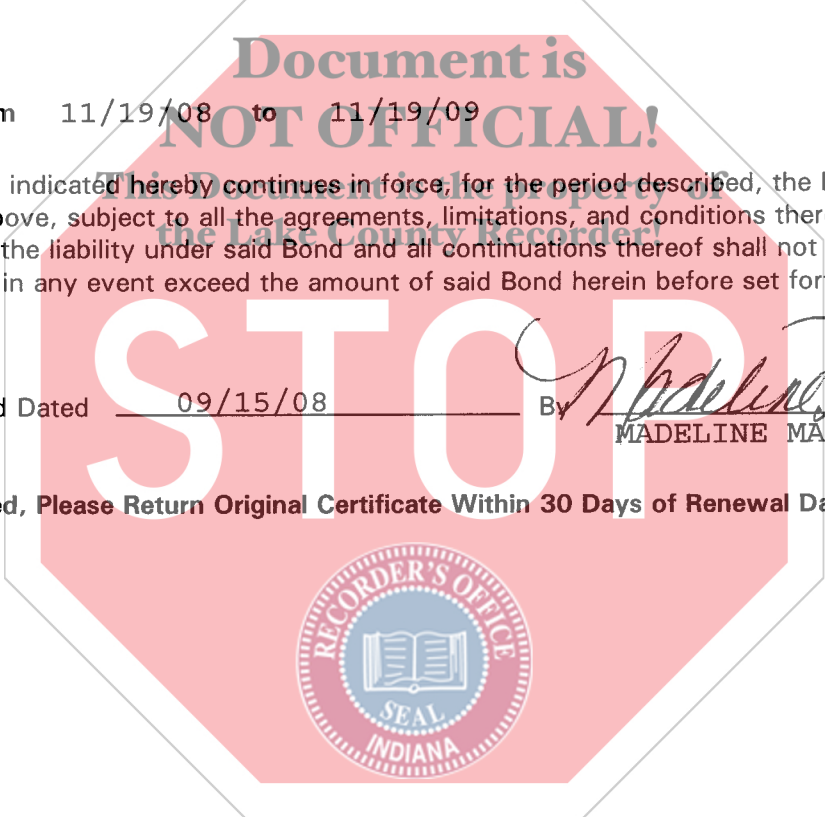 Document is
NOT OFFICIAL!
11/19/08 to 11/19/09
This Document is the property of
the Lake County Recorder!
indicated hereby continues in force, for the period described, the
ove, subject to all the agreements, limitations, and conditions ther
the liability under said Bond and all continuations thereof shall not
in any event exceed the amount of said Bond herein before set for
STOP
d Dated 09/15/08 By Madeline
MADELINE MA
ed, Please Return Original Certificate Within 30 Days of Renewal Da
RECORDER'S OFFICE
SEAL
INDIANA